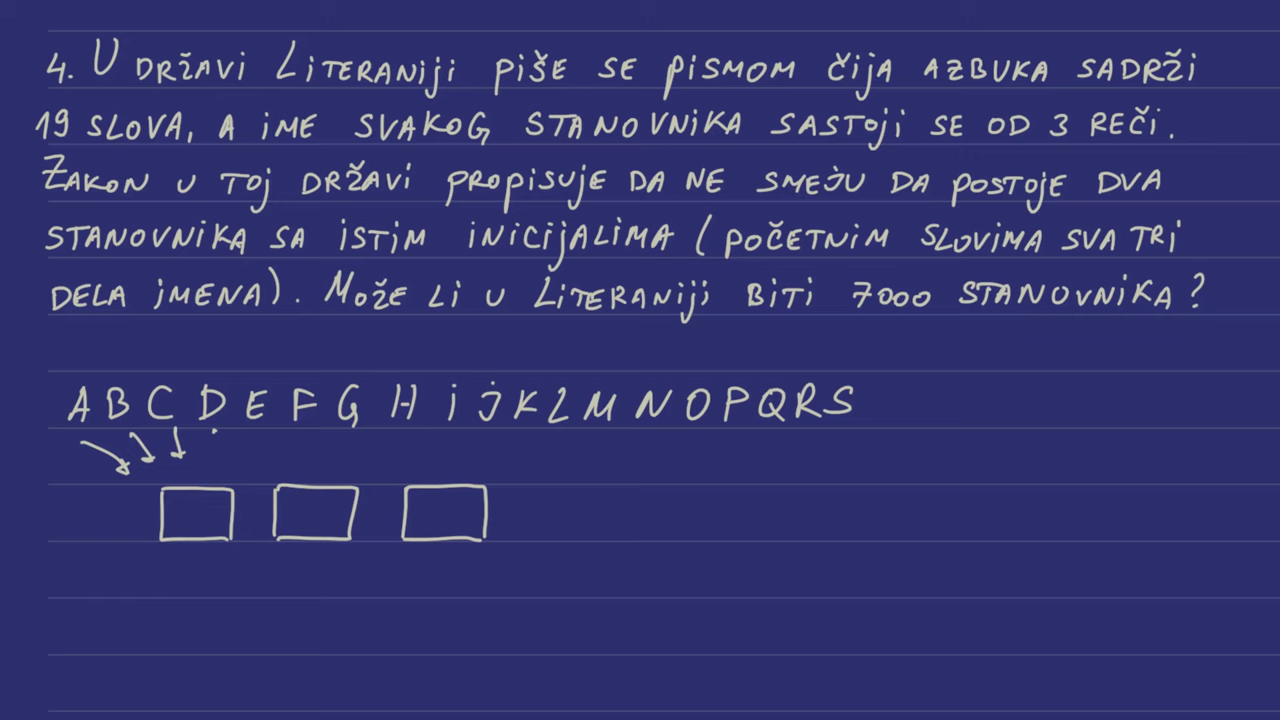 4. U DRŽAVI LITERANIJI PIŠE SE PISMOM ČIJA AZBUKA SADRŽI
19 SLOVA, A IME SVAKOG STANOVNIKA SASTOJI SE OD 3 REČI.
ZAKON U TOJ DRŽAVI PROPISUJE DA NE SMEJU DA POSTOJE DVA
STANOVNIKA SA ISTIM INICIJALIMA (POČETNIM SLOVIMA SVA TRI
DELA IMENA). MOŽE LI U LITERANIJI BITI 7000 STANOVNIKA?
A B C D E F G H I J K L M N O P Q R S